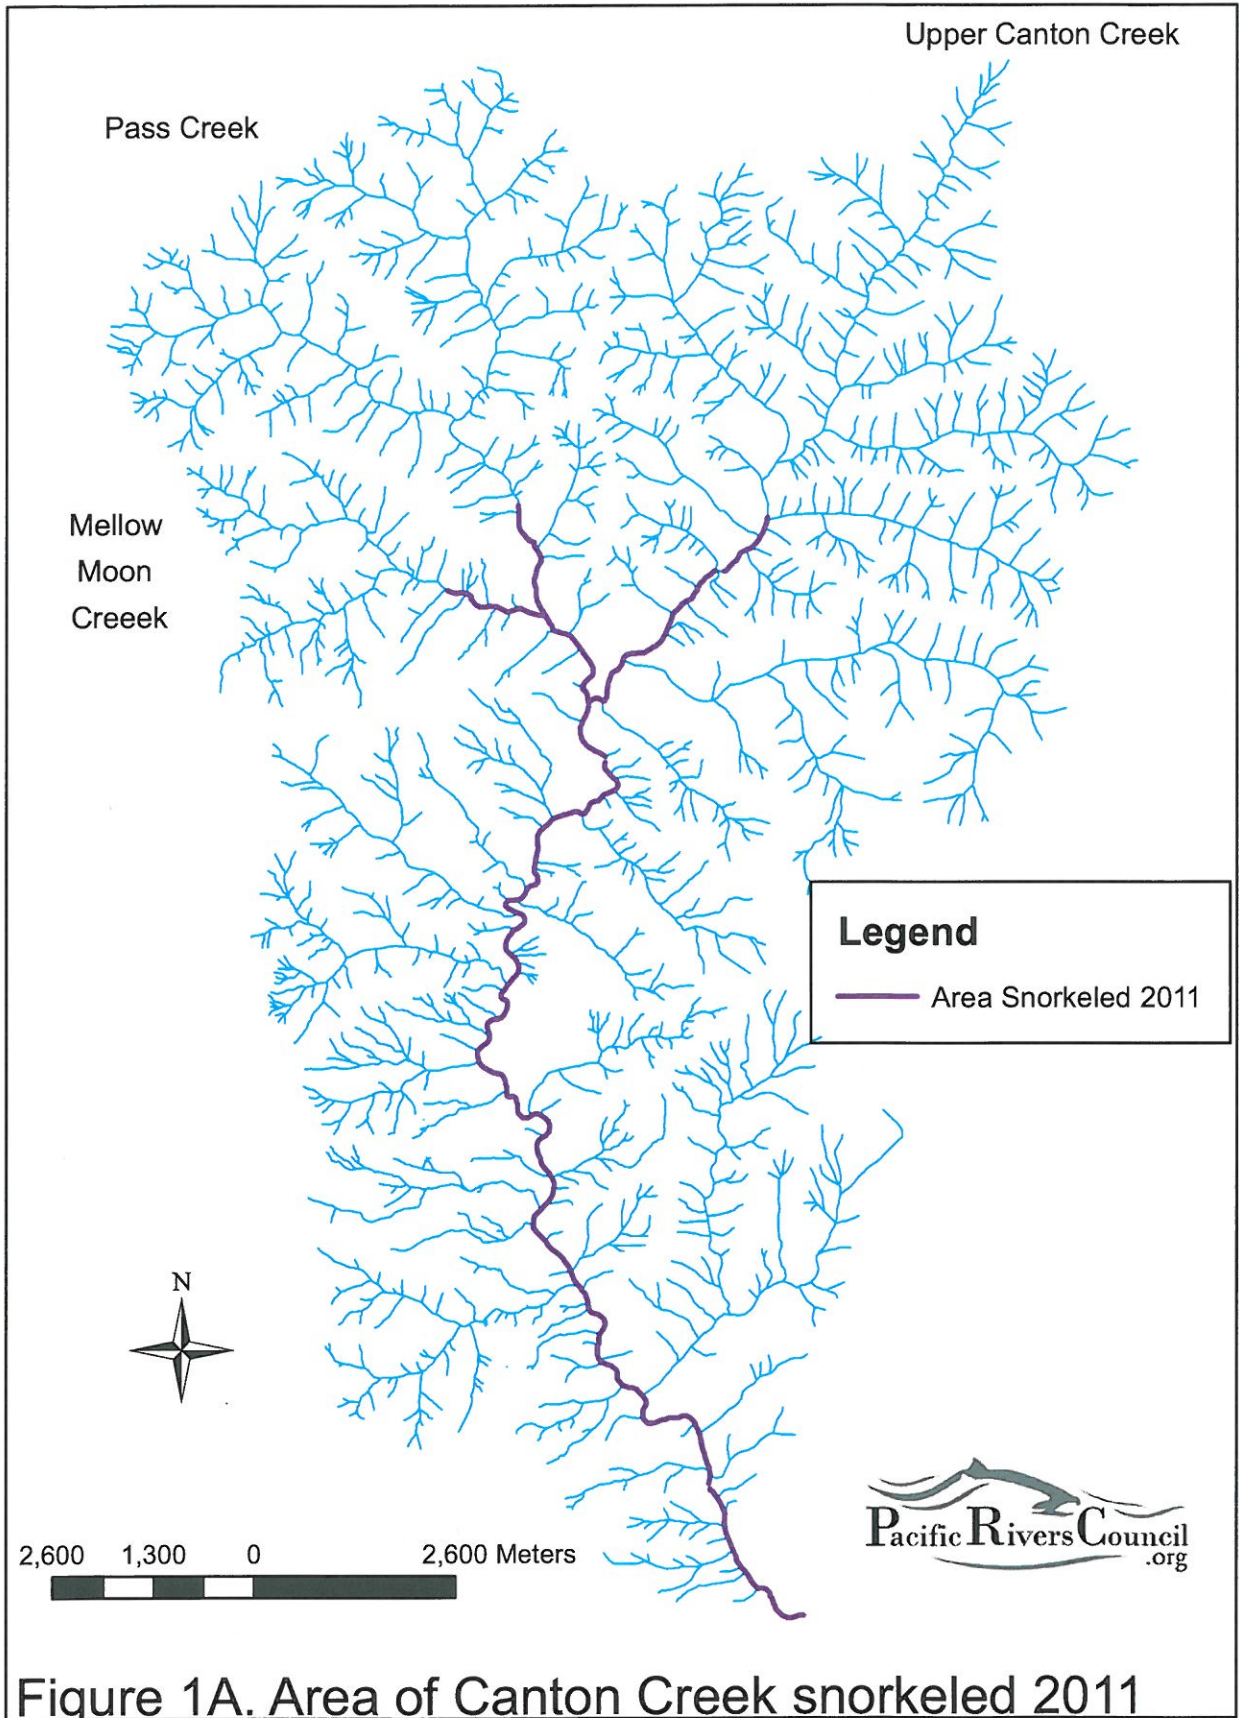 Upper Canton Creek
Pass Creek
Mellow
Moon
Creeek
Legend
Area Snorkeled 2011
N
Pacific Rivers Council
.org
2,600 1,300 0 2,600 Meters
Figure 1A. Area of Canton Creek snorkeled 2011